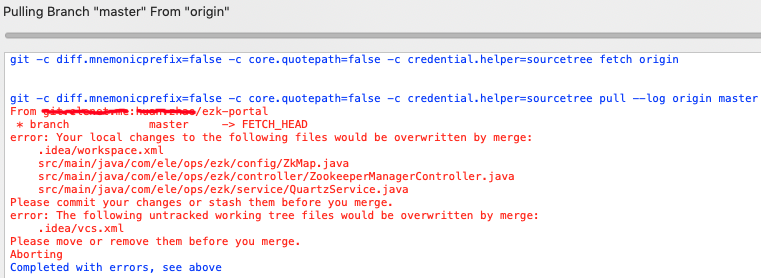 Pulling Branch "master" From "origin"
git -c diff.mnemonicprefix=false -c core.quotepath=false -c credential.helper=sourcetree fetch origin
git -c diff.mnemonicprefix=false -c core.quotepath=false -c credential.helper=sourcetree pull --log origin master
From /ezk-portal
* branch master -> FETCH_HEAD
error: Your local changes to the following files would be overwritten by merge:
.idea/workspace.xml
src/main/java/com/ele/ops/ezk/config/ZkMap.java
src/main/java/com/ele/ops/ezk/controller/ZookeeperManagerController.java
src/main/java/com/ele/ops/ezk/service/QuartzService.java
Please commit your changes or stash them before you merge.
error: The following untracked working tree files would be overwritten by merge:
.idea/vcs.xml
Please move or remove them before you merge.
Aborting
Completed with errors, see above